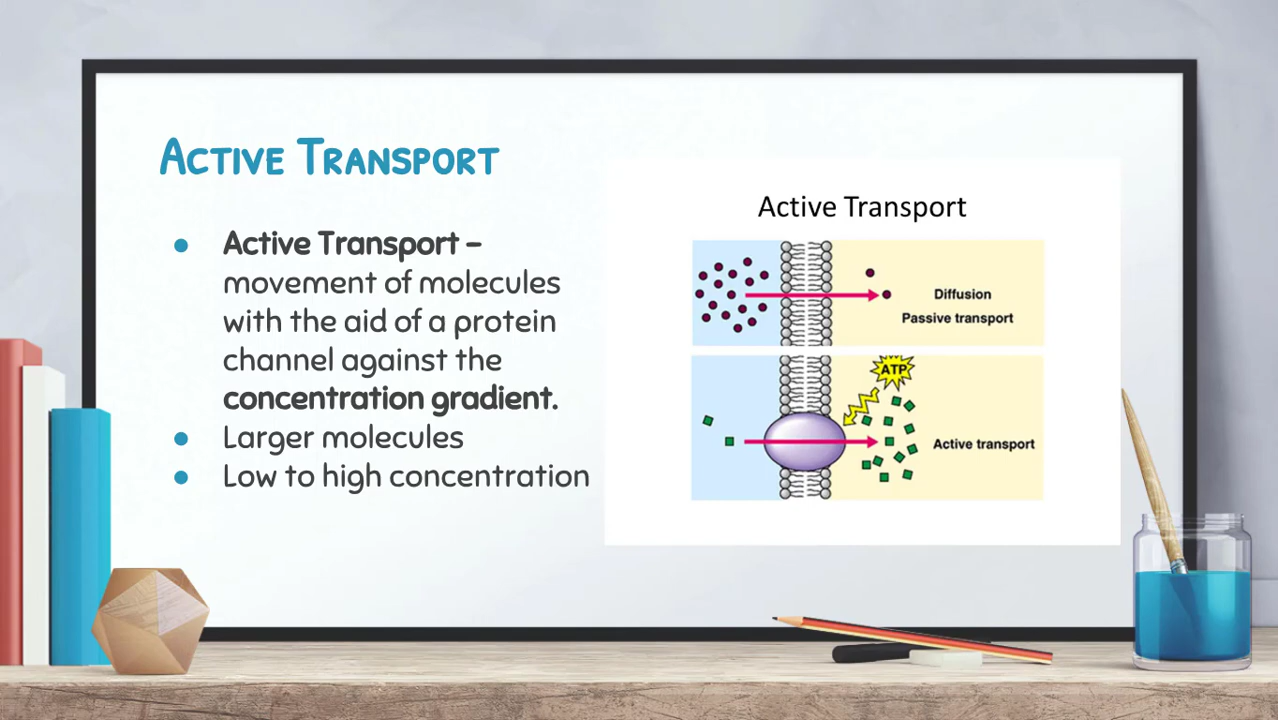 Active Transport
Active Transport –
movement of molecules
with the aid of a protein
channel against the
concentration gradient.
Larger molecules
Low to high concentration
Active Transport
Diffusion
Passive transport
ATP
Active transport